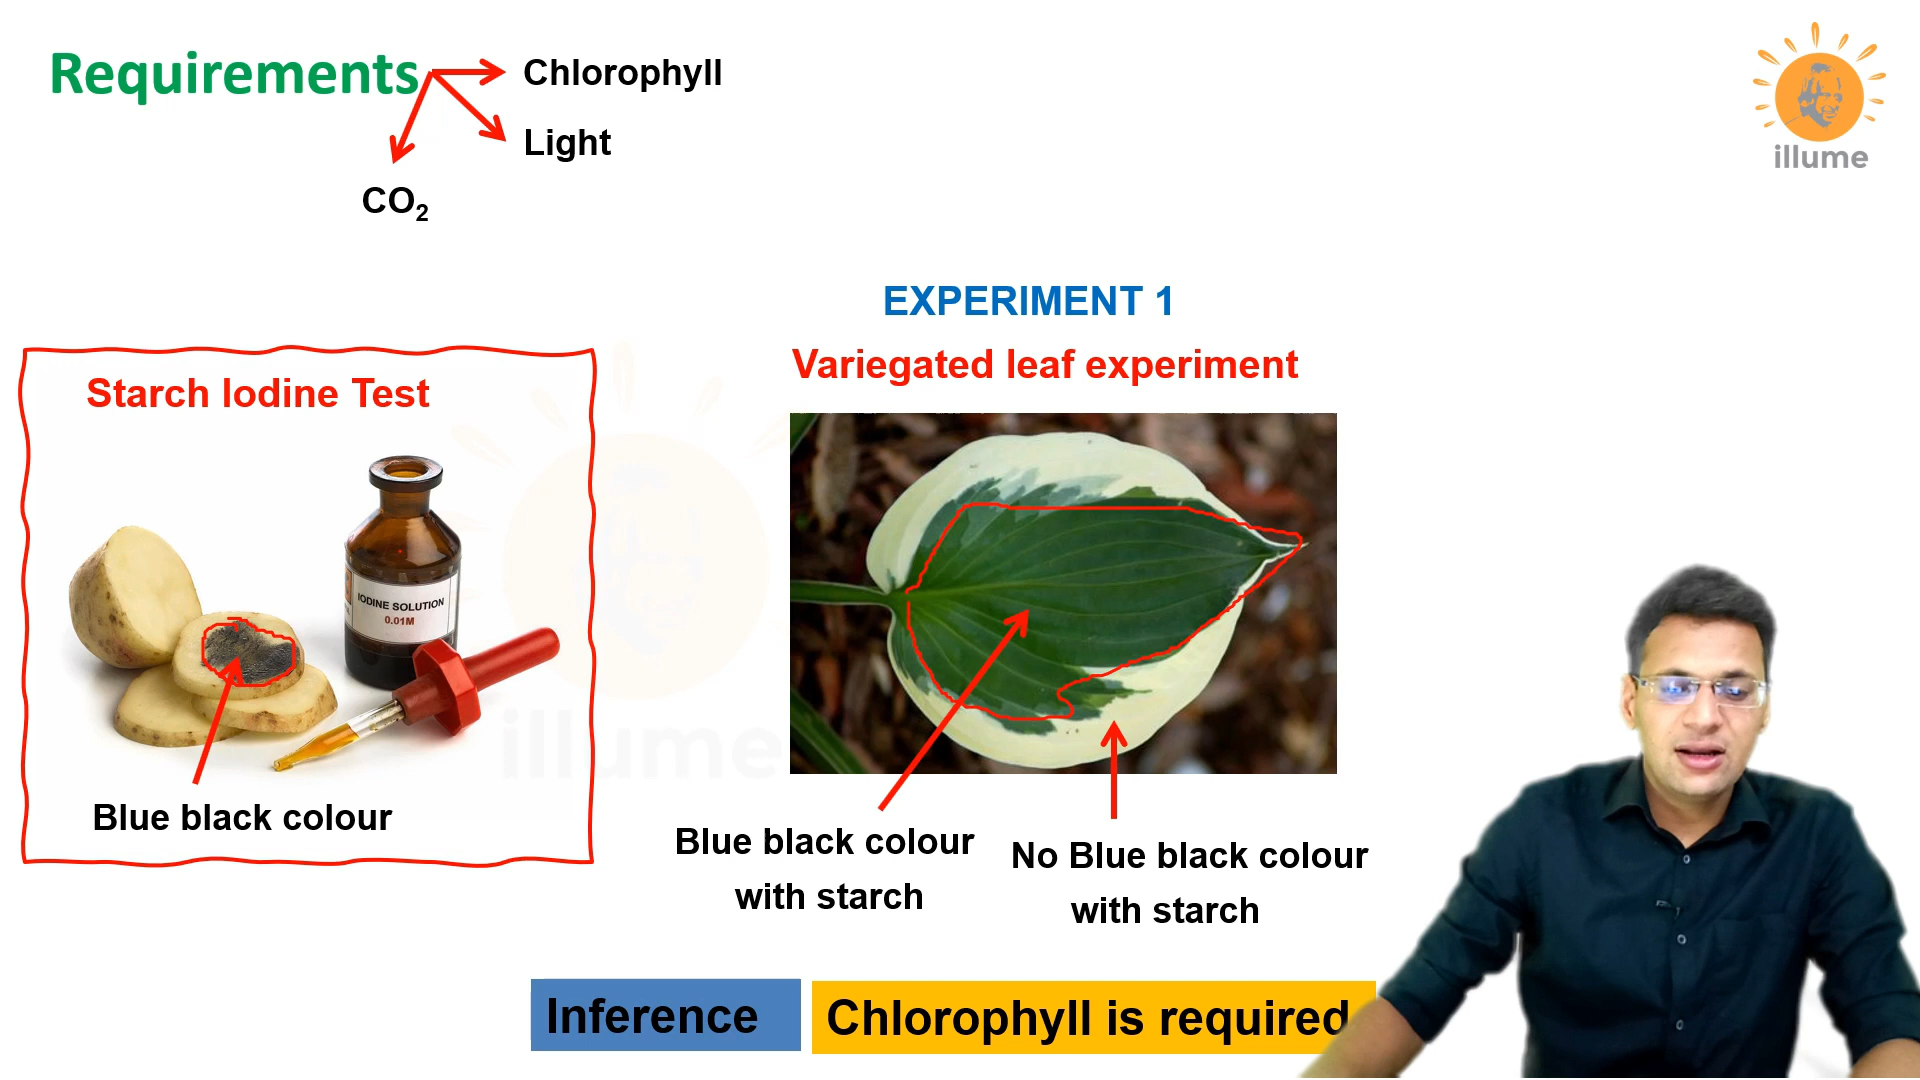 Requirements
Chlorophyll
Light
CO₂
illume
EXPERIMENT 1
Variegated leaf experiment
Starch Iodine Test
IODINE SOLUTION
0.01M
illume
Blue black colour
Blue black colour
with starch
No Blue black colour
with starch
Inference
Chlorophyll is required